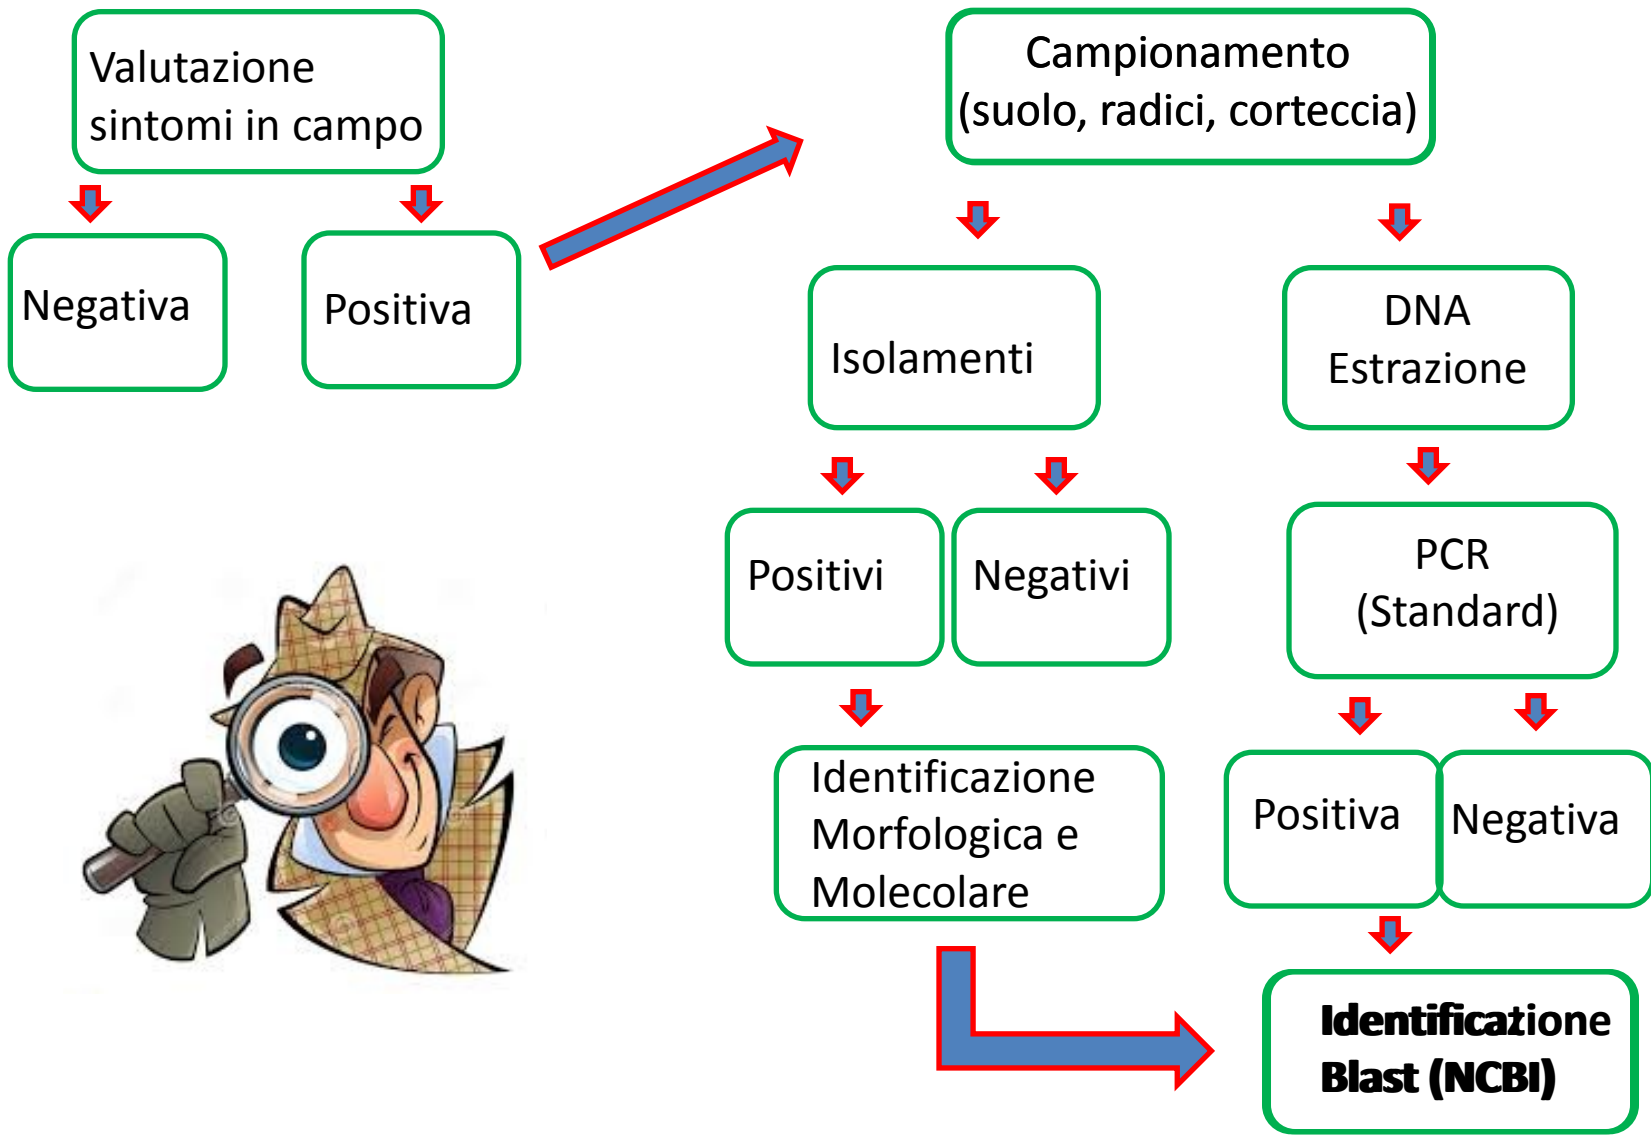 Valutazione
sintomi in campo
Negativa
Positiva
Campionamento
(suolo, radici, corteccia)
Isolamenti
DNA
Estrazione
Positivi
Negativi
PCR
(Standard)
Identificazione
Morfologica e
Molecolare
Positiva
Negativa
Identificazione
Blast (NCBI)